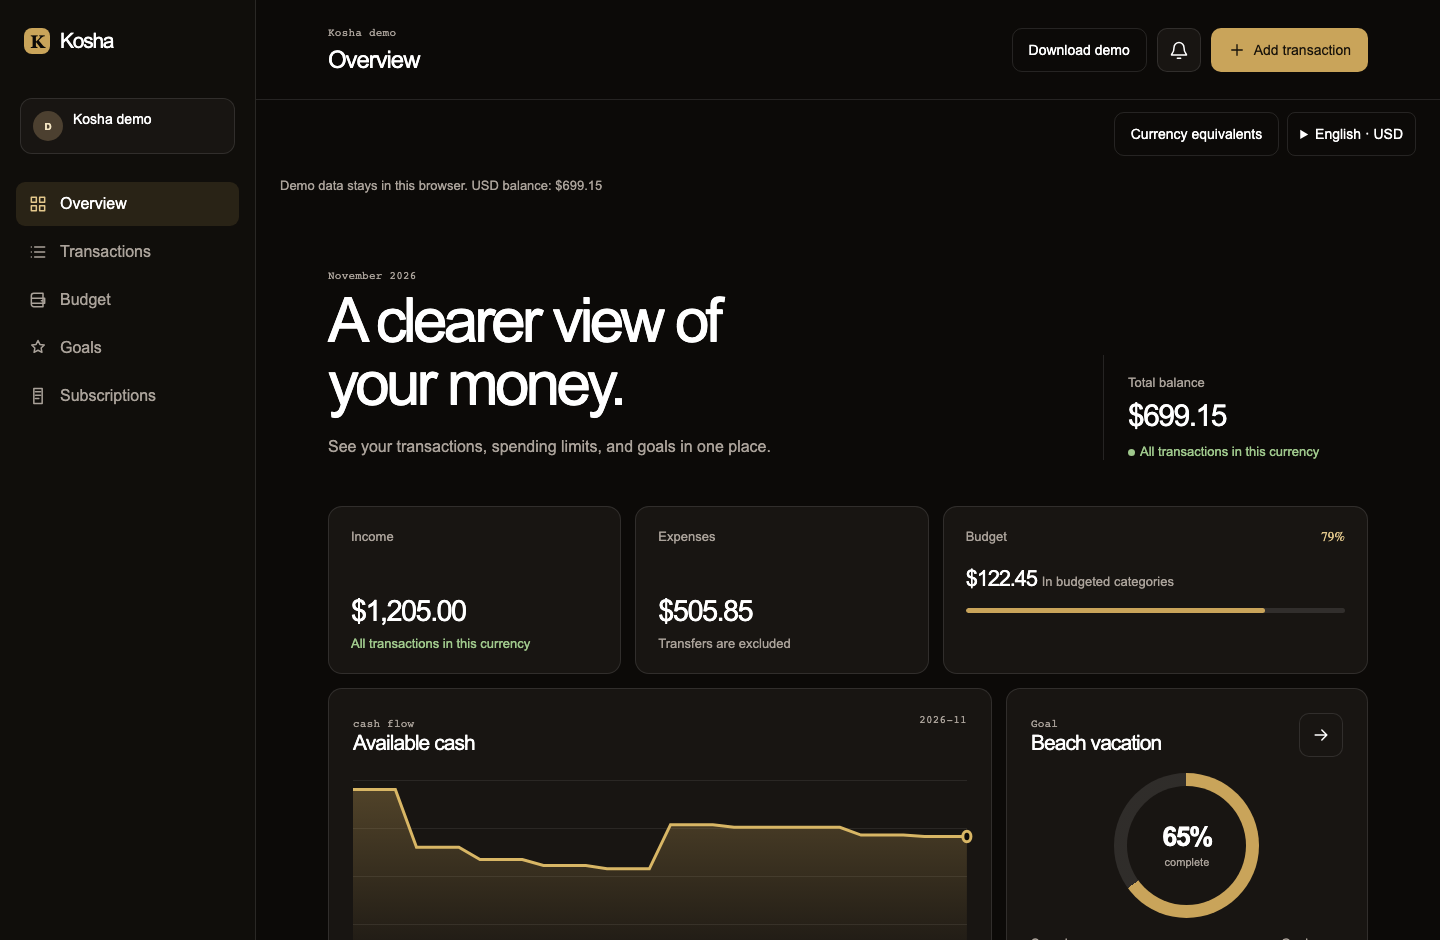 K
Kosha
Kosha demo
Overview
Download demo
Add transaction
D
Kosha demo
Currency equivalents
English · USD
Overview
Transactions
Budget
Goals
Subscriptions
Demo data stays in this browser. USD balance: $699.15
November 2026
A clearer view of
your money.
See your transactions, spending limits, and goals in one place.
Total balance
$699.15
All transactions in this currency
Income
$1,205.00
All transactions in this currency
Expenses
$505.85
Transfers are excluded
Budget
79%
$122.45 In budgeted categories
cash flow
Available cash
2026-11
Goal
Beach vacation
65%
complete